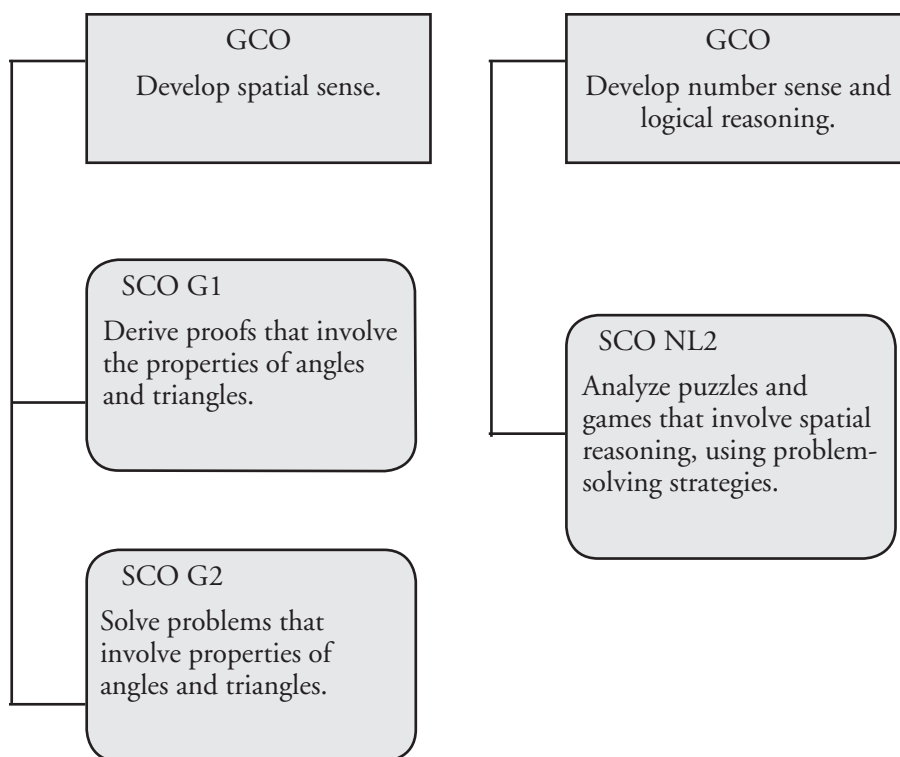 GCO
Develop spatial sense.
SCO G1
Derive proofs that involve
the properties of angles
and triangles.
SCO G2
Solve problems that
involve properties of
angles and triangles.
GCO
Develop number sense and
logical reasoning.
SCO NL2
Analyze puzzles and
games that involve spatial
reasoning, using problem-
solving strategies.